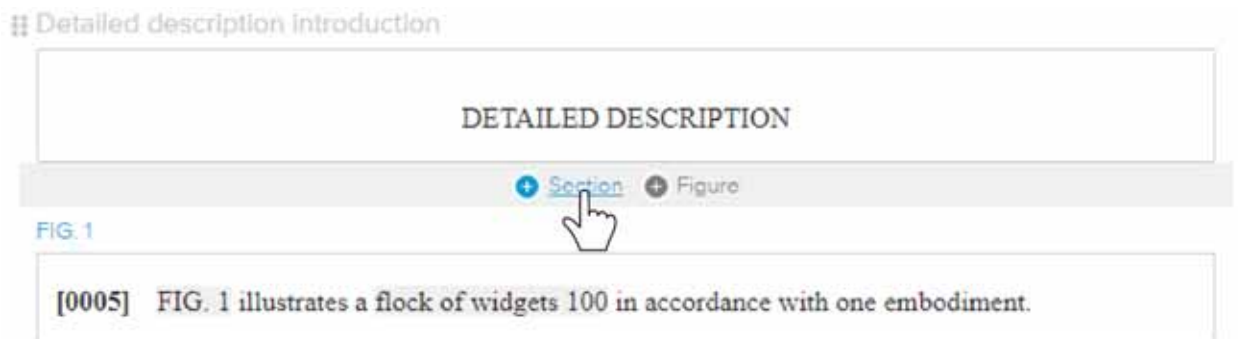 Detailed description introduction
DETAILED DESCRIPTION
Section Figure
FIG. 1
[0005] FIG. 1 illustrates a flock of widgets 100 in accordance with one embodiment.